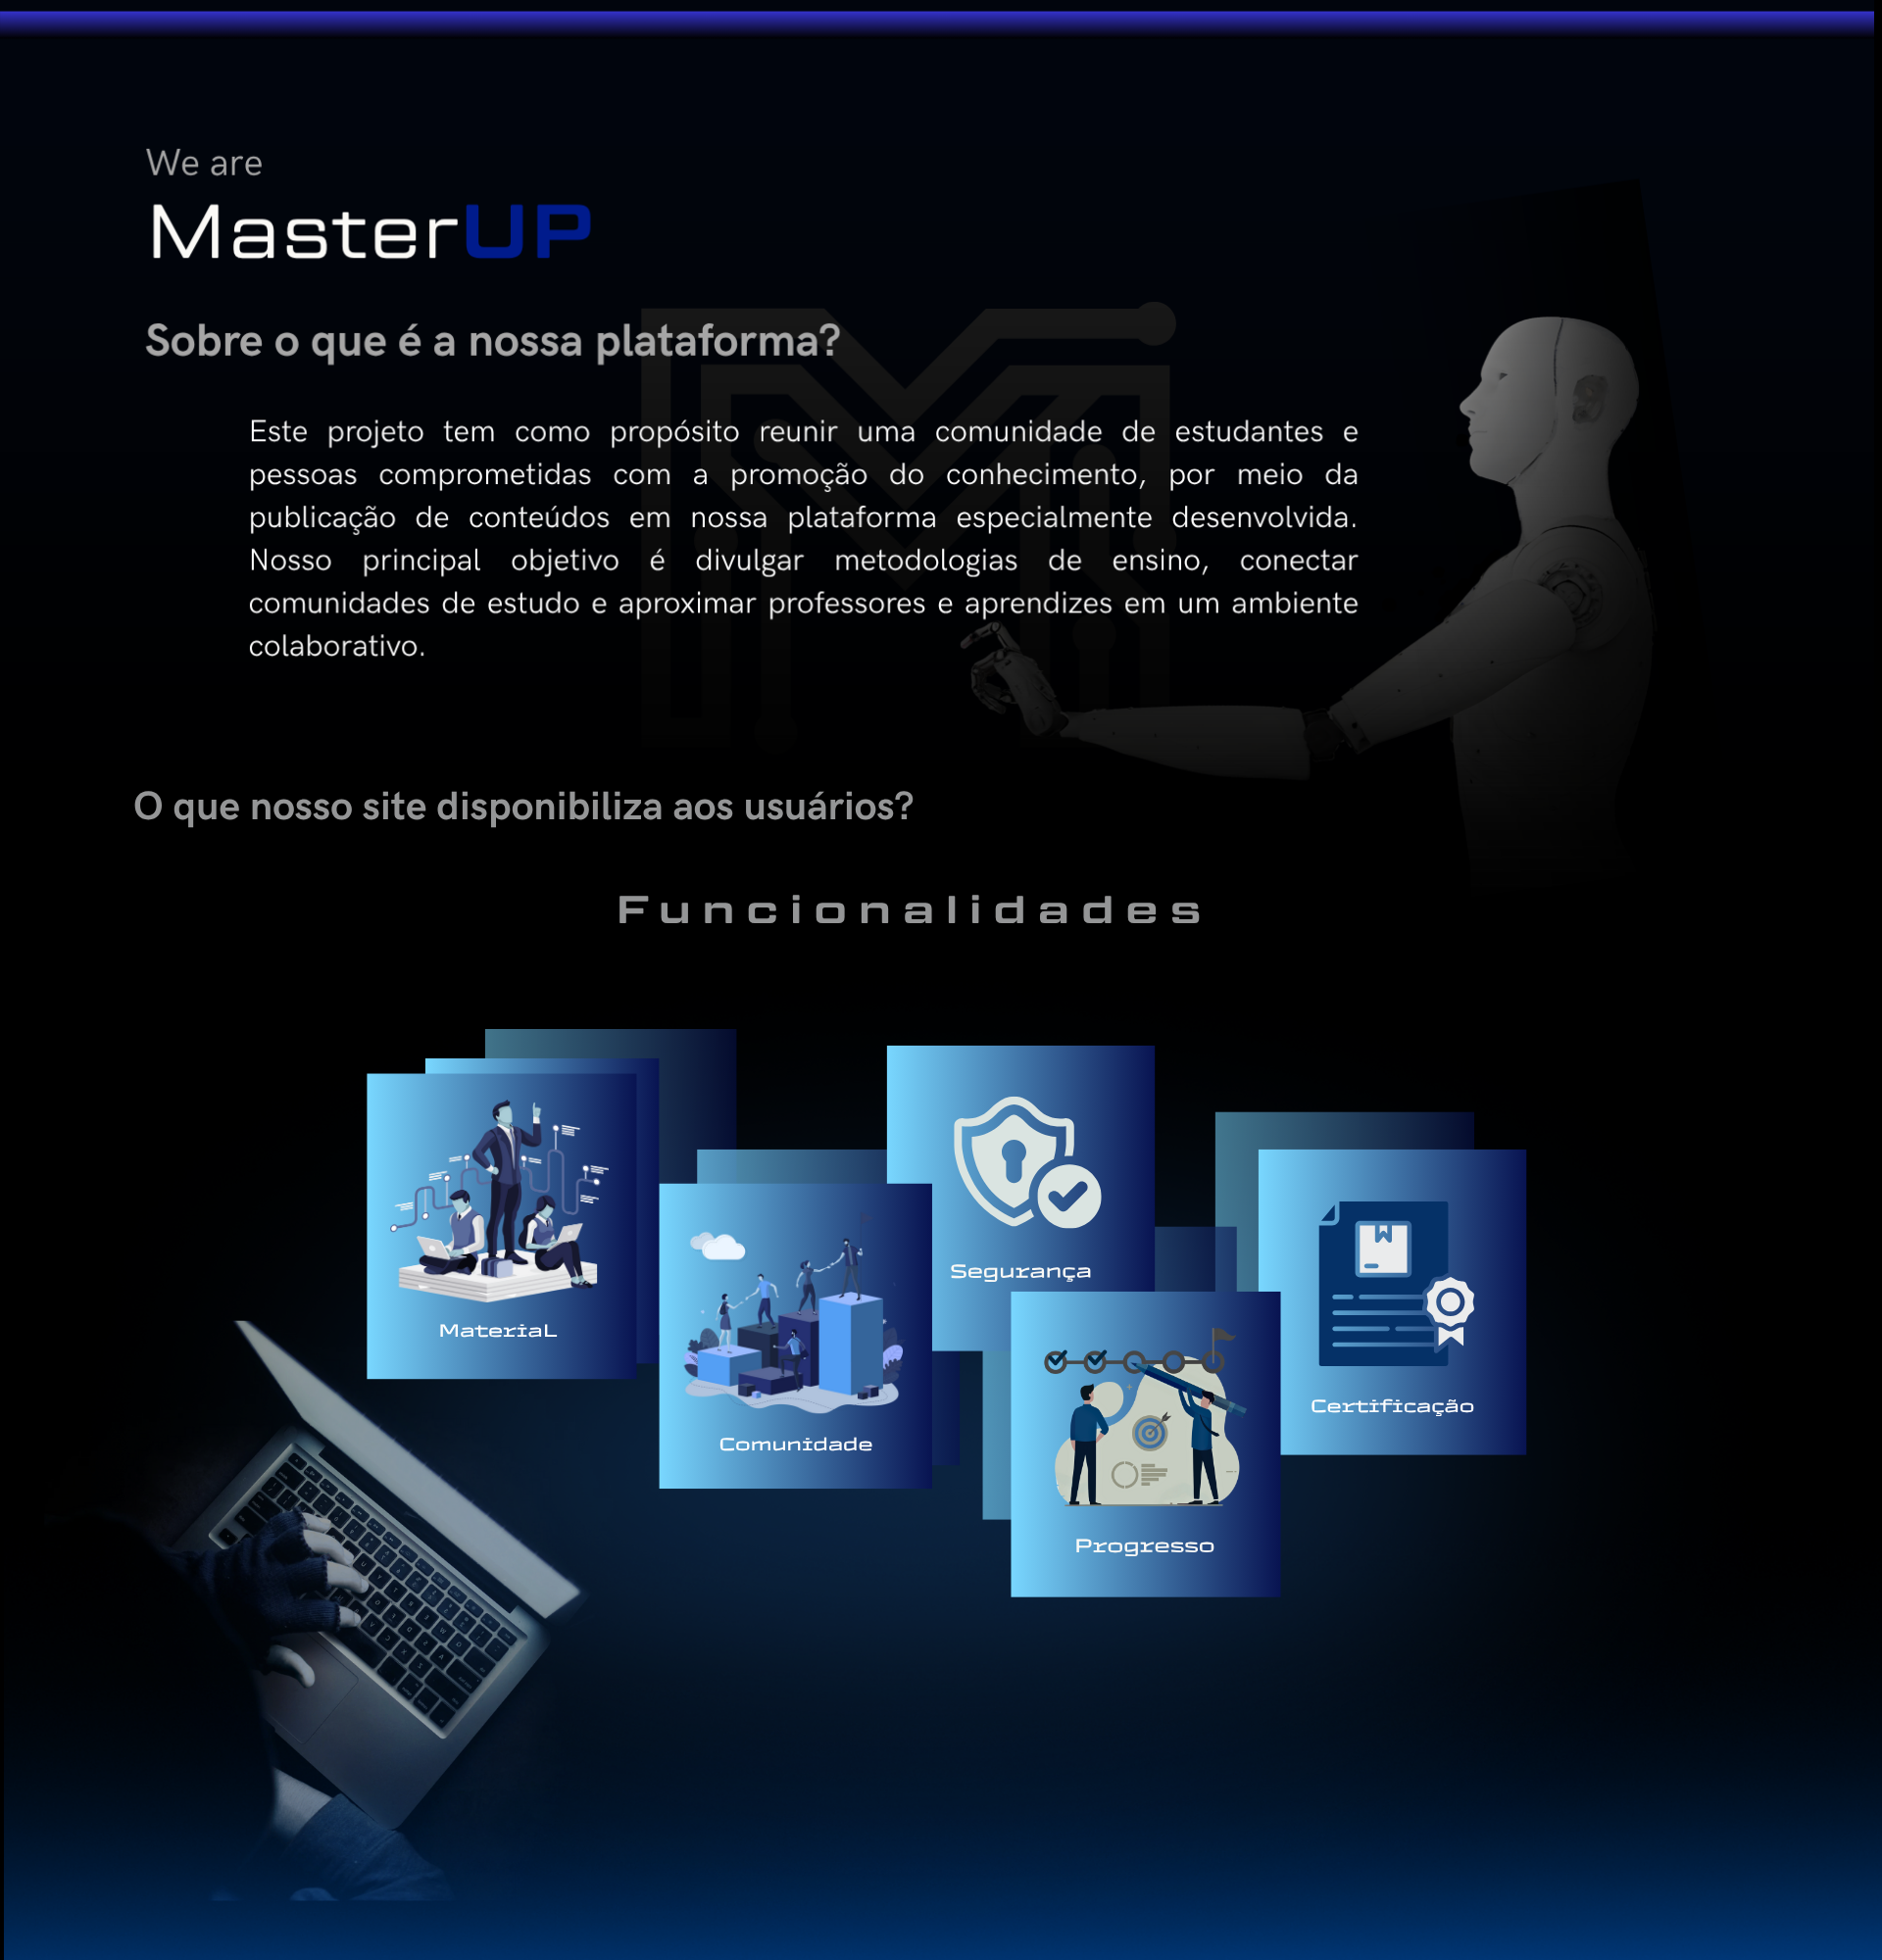 We are
MasterUP
Sobre o que é a nossa plataforma?
Este projeto tem como propósito reunir uma comunidade de estudantes e
pessoas comprometidas com a promoção do conhecimento, por meio da
publicação de conteúdos em nossa plataforma especialmente desenvolvida.
Nosso principal objetivo é divulgar metodologias de ensino, conectar
comunidades de estudo e aproximar professores e aprendizes em um ambiente
colaborativo.
O que nosso site disponibiliza aos usuários?
Funcionalidades
MateriaL
Comunidade
Segurança
Progresso
Certificação